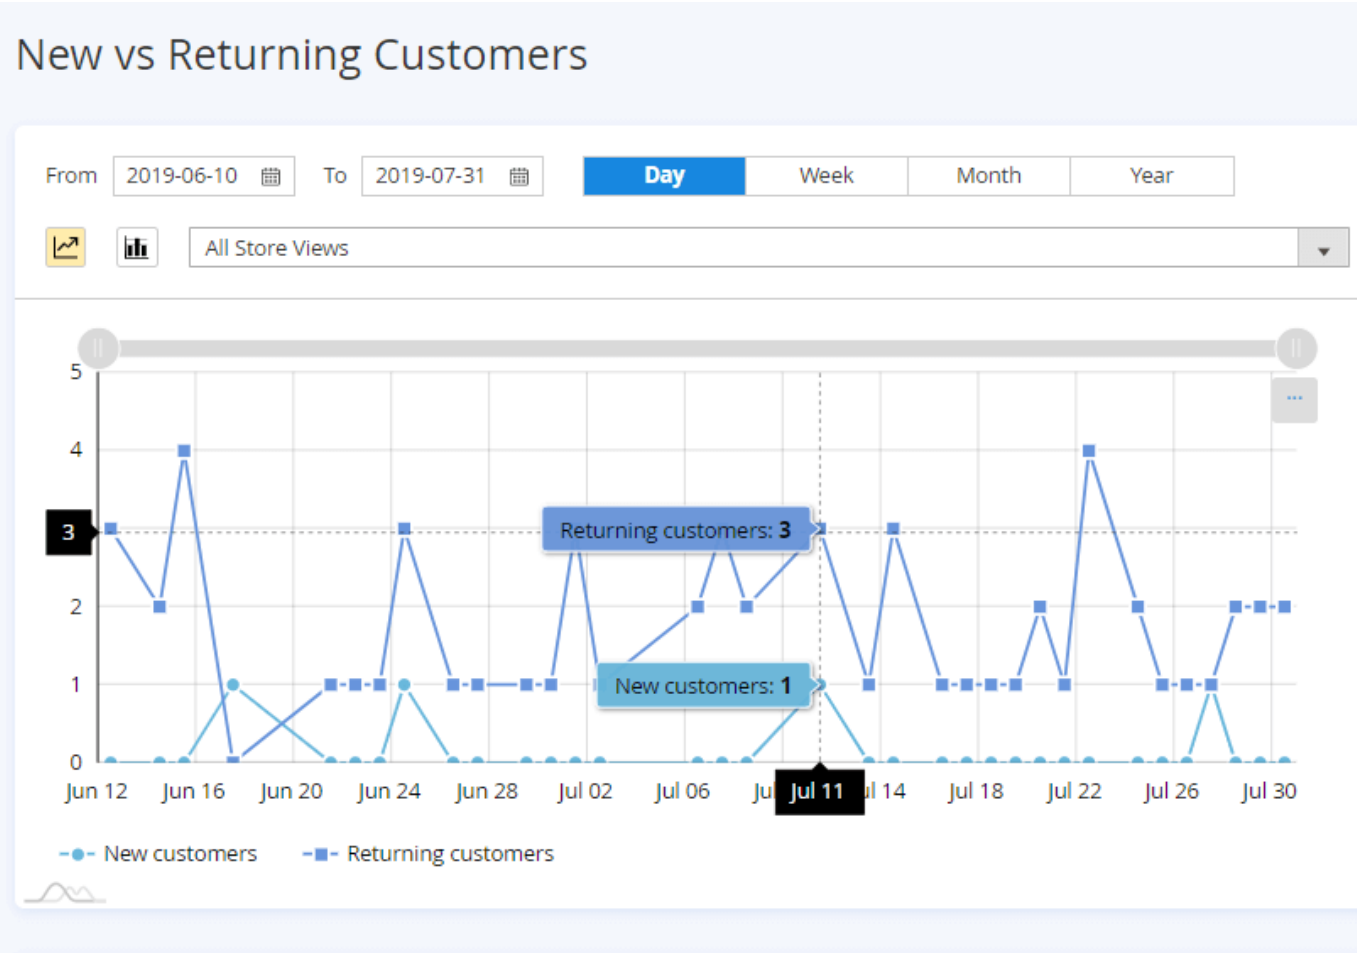 New vs Returning Customers
From 2019-06-10 To 2019-07-31 Day Week Month Year
All Store Views
5
...
4
3
Returning customers: 3
2
1
New customers: 1
0
Jun 12 Jun 16 Jun 20 Jun 24 Jun 28 Jul 02 Jul 06 Jul 11 Jul 18 Jul 22 Jul 26 Jul 30
New customers Returning customers